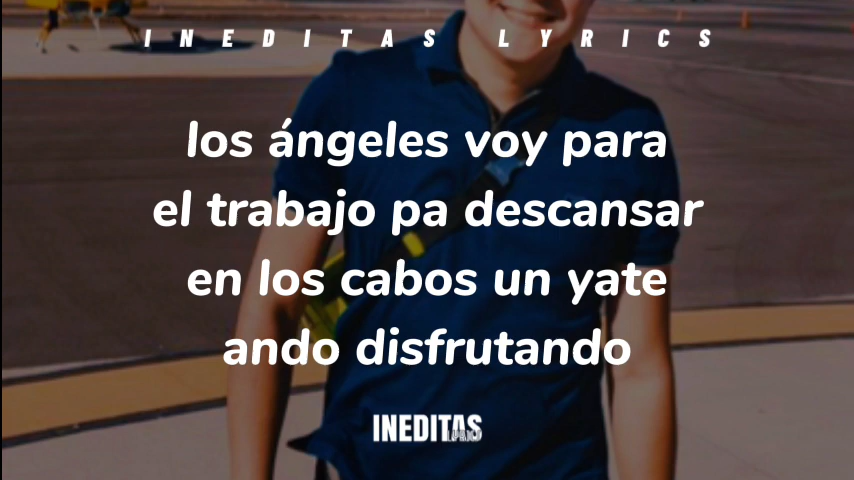 INEDITAS LYRICS
los ángeles voy para
el trabajo pa descansar
en los cabos un yate
ando disfrutando
INEDITAS